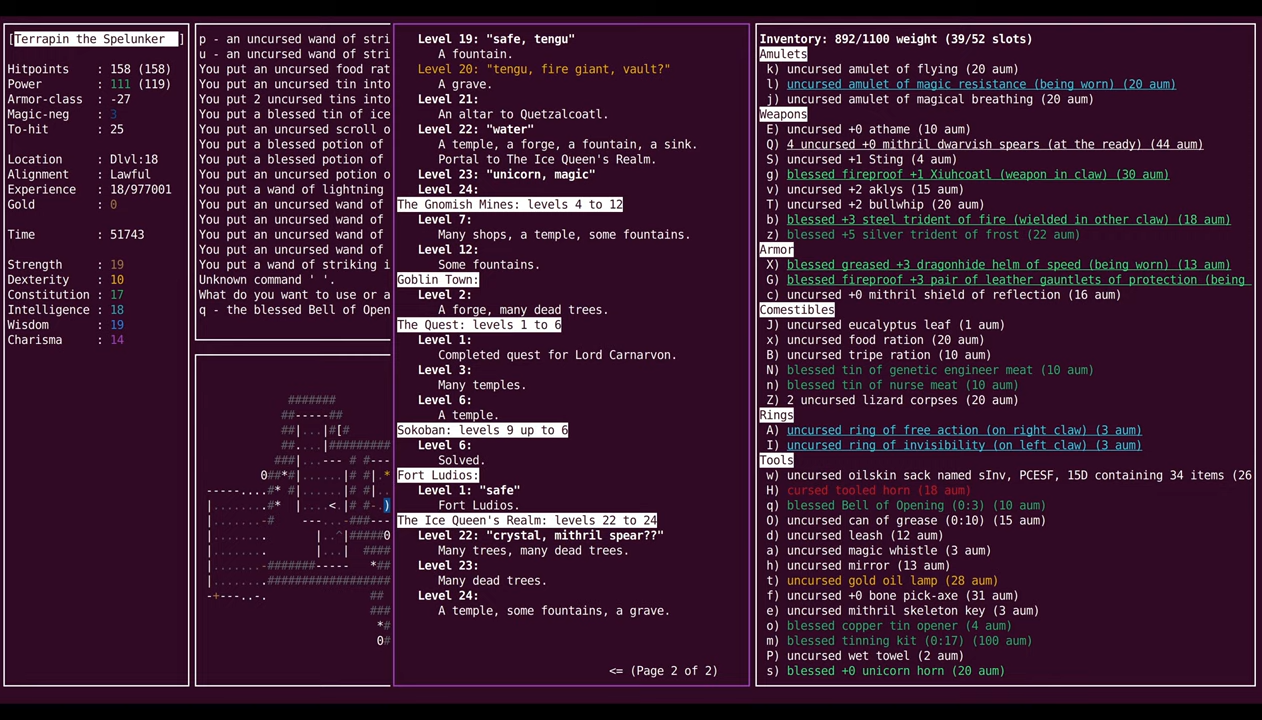 [Terrapin the Spelunker ]
Hitpoints : 158 (158)
Power : 111 (119)
Armor-class : -27
Magic-neg : 3
To-hit : 25
Location : Dlvl:18
Alignment : Lawful
Experience : 18/977001
Gold : 0
Time : 51743
Strength : 19
Dexterity : 10
Constitution : 17
Intelligence : 18
Wisdom : 19
Charisma : 14
p - an uncursed wand of stri
u - an uncursed wand of stri
You put an uncursed food rat
You put an uncursed tin into
You put 2 uncursed tins into
You put a blessed tin of ice
You put an uncursed scroll o
You put a blessed potion of
You put a blessed potion of
You put an uncursed potion o
You put a wand of lightning
You put an uncursed wand of
You put an uncursed wand of
You put an uncursed wand of
You put an uncursed wand of
You put a wand of striking i
Unknown command ' '.
What do you want to use or a
q - the blessed Bell of Open
Level 19: "safe, tengu"
A fountain.
Level 20: "tengu, fire giant, vault?"
A grave.
Level 21:
An altar to Quetzalcoatl.
Level 22: "water"
A temple, a forge, a fountain, a sink.
Portal to The Ice Queen's Realm.
Level 23: "unicorn, magic"
Level 24:
The Gnomish Mines: levels 4 to 12
Level 7:
Many shops, a temple, some fountains.
Level 12:
Some fountains.
Goblin Town:
Level 2:
A forge, many dead trees.
The Quest: levels 1 to 6
Level 1:
Completed quest for Lord Carnarvon.
Level 3:
Many temples.
Level 6:
A temple.
Sokoban: levels 9 up to 6
Level 6:
Solved.
Fort Ludios:
Level 1: "safe"
Fort Ludios.
The Ice Queen's Realm: levels 22 to 24
Level 22: "crystal, mithril spear??"
Many trees, many dead trees.
Level 23:
Many dead trees.
Level 24:
A temple, some fountains, a grave.
<= (Page 2 of 2)
Inventory: 892/1100 weight (39/52 slots)
Amulets
k) uncursed amulet of flying (20 aum)
l) uncursed amulet of magic resistance (being worn) (20 aum)
j) uncursed amulet of magical breathing (20 aum)
Weapons
E) uncursed +0 athame (10 aum)
Q) 4 uncursed +0 mithril dwarvish spears (at the ready) (44 aum)
S) uncursed +1 Sting (4 aum)
g) blessed fireproof +1 Xiuhcoatl (weapon in claw) (30 aum)
v) uncursed +2 aklys (15 aum)
T) uncursed +2 bullwhip (20 aum)
b) blessed +3 steel trident of fire (wielded in other claw) (18 aum)
z) blessed +5 silver trident of frost (22 aum)
Armor
X) blessed greased +3 dragonhide helm of speed (being worn) (13 aum)
G) blessed fireproof +3 pair of leather gauntlets of protection (being
c) uncursed +0 mithril shield of reflection (16 aum)
Comestibles
J) uncursed eucalyptus leaf (1 aum)
x) uncursed food ration (20 aum)
B) uncursed tripe ration (10 aum)
N) blessed tin of genetic engineer meat (10 aum)
n) blessed tin of nurse meat (10 aum)
Z) 2 uncursed lizard corpses (20 aum)
Rings
A) uncursed ring of free action (on right claw) (3 aum)
I) uncursed ring of invisibility (on left claw) (3 aum)
Tools
w) uncursed oilskin sack named sInv, PCESF, 15D containing 34 items (26
H) cursed tooled horn (18 aum)
q) blessed Bell of Opening (0:3) (10 aum)
O) uncursed can of grease (0:10) (15 aum)
d) uncursed leash (12 aum)
a) uncursed magic whistle (3 aum)
h) uncursed mirror (13 aum)
t) uncursed gold oil lamp (28 aum)
f) uncursed +0 bone pick-axe (31 aum)
e) uncursed mithril skeleton key (3 aum)
o) blessed copper tin opener (4 aum)
m) blessed tinning kit (0:17) (100 aum)
P) uncursed wet towel (2 aum)
s) blessed +0 unicorn horn (20 aum)